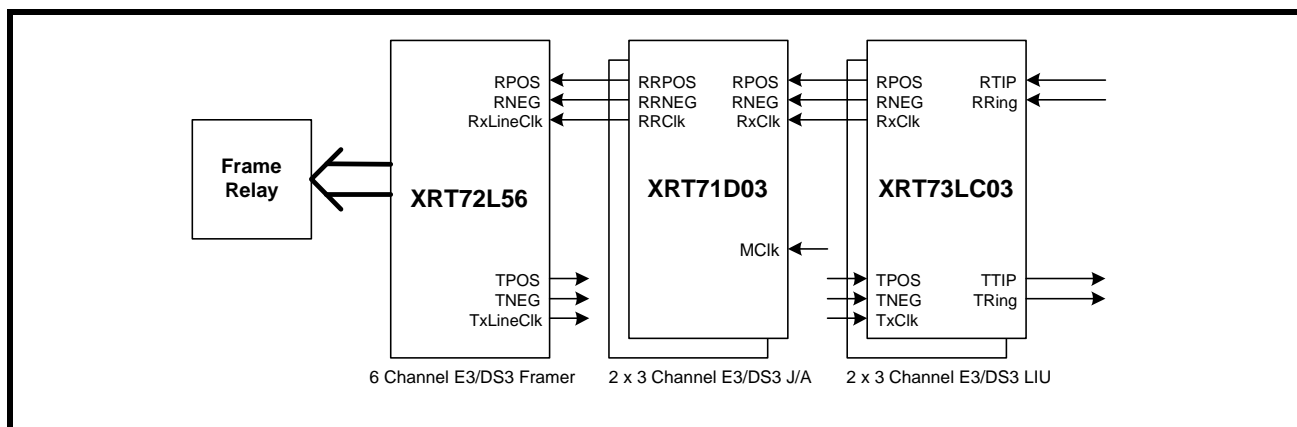 Frame
Relay
RPOS
RNEG
RxLineClk
XRT72L56
TPOS
TNEG
TxLineClk
6 Channel E3/DS3 Framer
RRPOS
RRNEG
RRClk
RPOS
RNEG
RxClk
XRT71D03
MClk
2 x 3 Channel E3/DS3 J/A
RPOS
RNEG
RxClk
RTIP
RRing
XRT73LC03
TPOS
TNEG
TxClk
TTIP
TRing
2 x 3 Channel E3/DS3 LIU